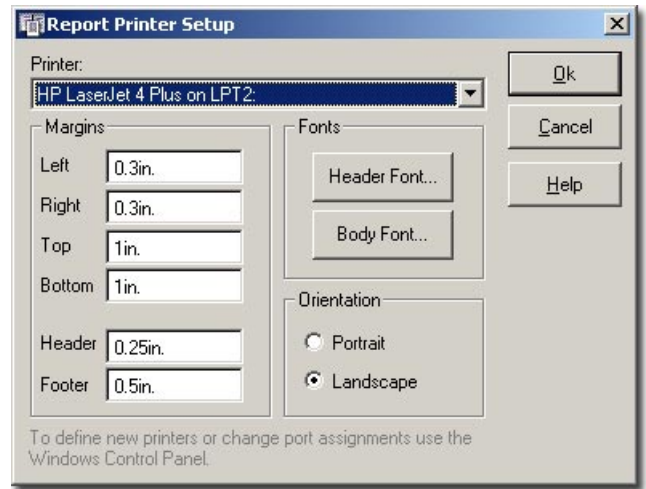 Report Printer Setup
Printer:
HP LaserJet 4 Plus on LPT2:
Ok
Cancel
Help
Margins
Left 0.3in.
Right 0.3in.
Top 1in.
Bottom 1in.
Header 0.25in.
Footer 0.5in.
Fonts
Header Font...
Body Font...
Orientation
Portrait
Landscape
To define new printers or change port assignments use the
Windows Control Panel.